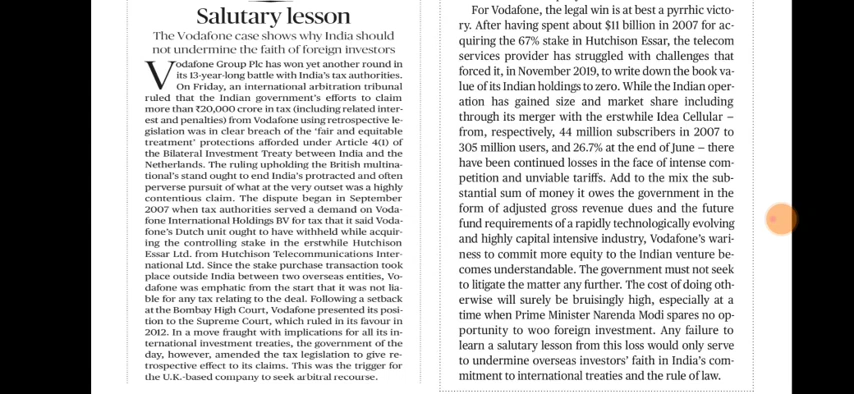 Salutary lesson
The Vodafone case shows why India should
not undermine the faith of foreign investors
Vodafone Group Plc has won yet another round in
its 13-year-long battle with India's tax authorities.
On Friday, an international arbitration tribunal
ruled that the Indian government's efforts to claim
more than ₹20,000 crore in tax (including related inter-
est and penalties) from Vodafone using retrospective le-
gislation was in clear breach of the 'fair and equitable
treatment' protections afforded under Article 4(1) of
the Bilateral Investment Treaty between India and the
Netherlands. The ruling upholding the British multina-
tional's stand ought to end India's protracted and often
perverse pursuit of what at the very outset was a highly
contentious claim. The dispute began in September
2007 when tax authorities served a demand on Voda-
fone International Holdings BV for tax that it said Voda-
fone's Dutch unit ought to have withheld while acquir-
ing the controlling stake in the erstwhile Hutchison
Essar Ltd. from Hutchison Telecommunications Inter-
national Ltd. Since the stake purchase transaction took
place outside India between two overseas entities, Vo-
dafone was emphatic from the start that it was not lia-
ble for any tax relating to the deal. Following a setback
at the Bombay High Court, Vodafone presented its posi-
tion to the Supreme Court, which ruled in its favour in
2012. In a move fraught with implications for all its in-
ternational investment treaties, the government of the
day, however, amended the tax legislation to give re-
trospective effect to its claims. This was the trigger for
the U.K.-based company to seek arbitral recourse.
For Vodafone, the legal win is at best a pyrrhic victo-
ry. After having spent about $11 billion in 2007 for ac-
quiring the 67% stake in Hutchison Essar, the telecom
services provider has struggled with challenges that
forced it, in November 2019, to write down the book va-
lue of its Indian holdings to zero. While the Indian oper-
ation has gained size and market share including
through its merger with the erstwhile Idea Cellular –
from, respectively, 44 million subscribers in 2007 to
305 million users, and 26.7% at the end of June – there
have been continued losses in the face of intense com-
petition and unviable tariffs. Add to the mix the sub-
stantial sum of money it owes the government in the
form of adjusted gross revenue dues and the future
fund requirements of a rapidly technologically evolving
and highly capital intensive industry, Vodafone's wari-
ness to commit more equity to the Indian venture be-
comes understandable. The government must not seek
to litigate the matter any further. The cost of doing oth-
erwise will surely be bruisingly high, especially at a
time when Prime Minister Narenda Modi spares no op-
portunity to woo foreign investment. Any failure to
learn a salutary lesson from this loss would only serve
to undermine overseas investors' faith in India's com-
mitment to international treaties and the rule of law.